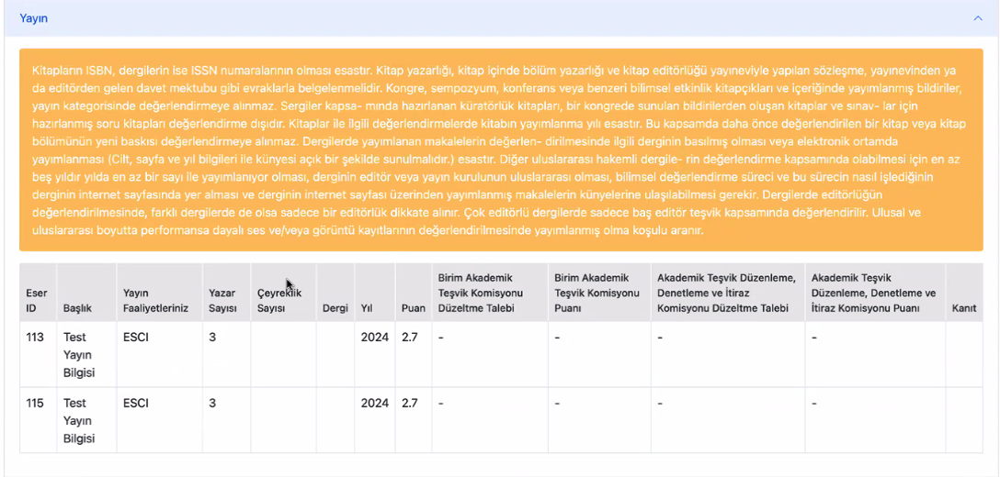 Yayın
Kitapların ISBN, dergilerin ise ISSN numaralarının olması esastır. Kitap yazarlığı, kitap içinde bölüm yazarlığı ve kitap editörlüğü yayıneviyle yapılan sözleşme, yayınevinden ya
da editörden gelen davet mektubu gibi evraklarla belgelenmelidir. Kongre, sempozyum, konferans veya benzeri bilimsel etkinlik kitapçıkları ve içeriğinde yayımlanmış bildiriler,
yayın kategorisinde değerlendirmeye alınmaz. Sergiler kapsa- mında hazırlanan küratörlük kitapları, bir kongrede sunulan bildirilerden oluşan kitaplar ve sınav- lar için
hazırlanmış soru kitapları değerlendirme dışıdır. Kitaplar ile ilgili değerlendirmelerde kitabın yayımlanma yılı esastır. Bu kapsamda daha önce değerlendirilen bir kitap veya kitap
bölümünün yeni baskısı değerlendirmeye alınmaz. Dergilerde yayımlanan makalelerin değerlen- dirilmesinde ilgili derginin basılmış olması veya elektronik ortamda
yayımlanması (Cilt, sayfa ve yıl bilgileri ile künyesi açık bir şekilde sunulmalıdır.) esastır. Diğer uluslararası hakemli dergile- rin değerlendirme kapsamında olabilmesi için en az
beş yıldır yılda en az bir sayı ile yayımlanıyor olması, derginin editör veya yayın kurulunun uluslararası olması, bilimsel değerlendirme süreci ve bu sürecin nasıl işlediğinin
derginin internet sayfasında yer alması ve derginin internet sayfası üzerinden yayımlanmış makalelerin künyelerine ulaşılabilmesi gerekir. Dergilerde editörlüğün
değerlendirilmesinde, farklı dergilerde de olsa sadece bir editörlük dikkate alınır. Çok editörlü dergilerde sadece baş editör teşvik kapsamında değerlendirilir. Ulusal ve
uluslararası boyutta performansa dayalı ses ve/veya görüntü kayıtlarının değerlendirilmesinde yayımlanmış olma koşulu aranır.
Eser ID Başlık Yayın Faaliyetleriniz Yazar Sayısı Çeyreklik Sayısı Dergi Yıl Puan Birim Akademik Teşvik Komisyonu Düzeltme Talebi Birim Akademik Teşvik Komisyonu Puanı Akademik Teşvik Düzenleme, Denetleme ve İtiraz Komisyonu Düzeltme Talebi Akademik Teşvik Düzenleme, Denetleme ve İtiraz Komisyonu Puanı Kanıt
113 Test Yayın Bilgisi ESCI 3 2024 2.7 - - - -
115 Test Yayın Bilgisi ESCI 3 2024 2.7 - - - -